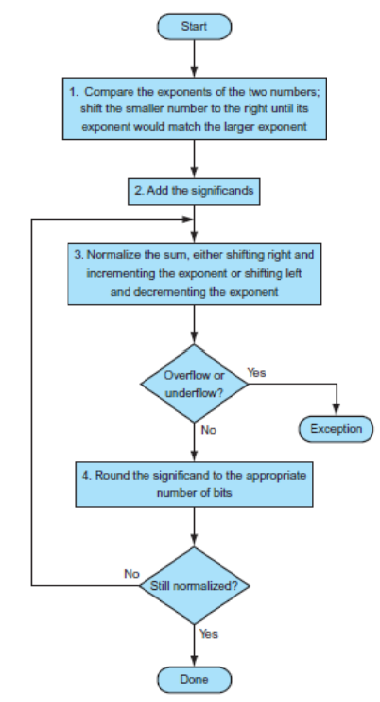 Start
1. Compare the exponents of the two numbers;
shift the smaller number to the right until its
exponent would match the larger exponent
2. Add the significands
3. Normalize the sum, either shifting right and
incrementing the exponent or shifting left
and decrementing the exponent
Overflow or
underflow?
Yes
No
Exception
4. Round the significand to the appropriate
number of bits
No
Still normalized?
Yes
Done